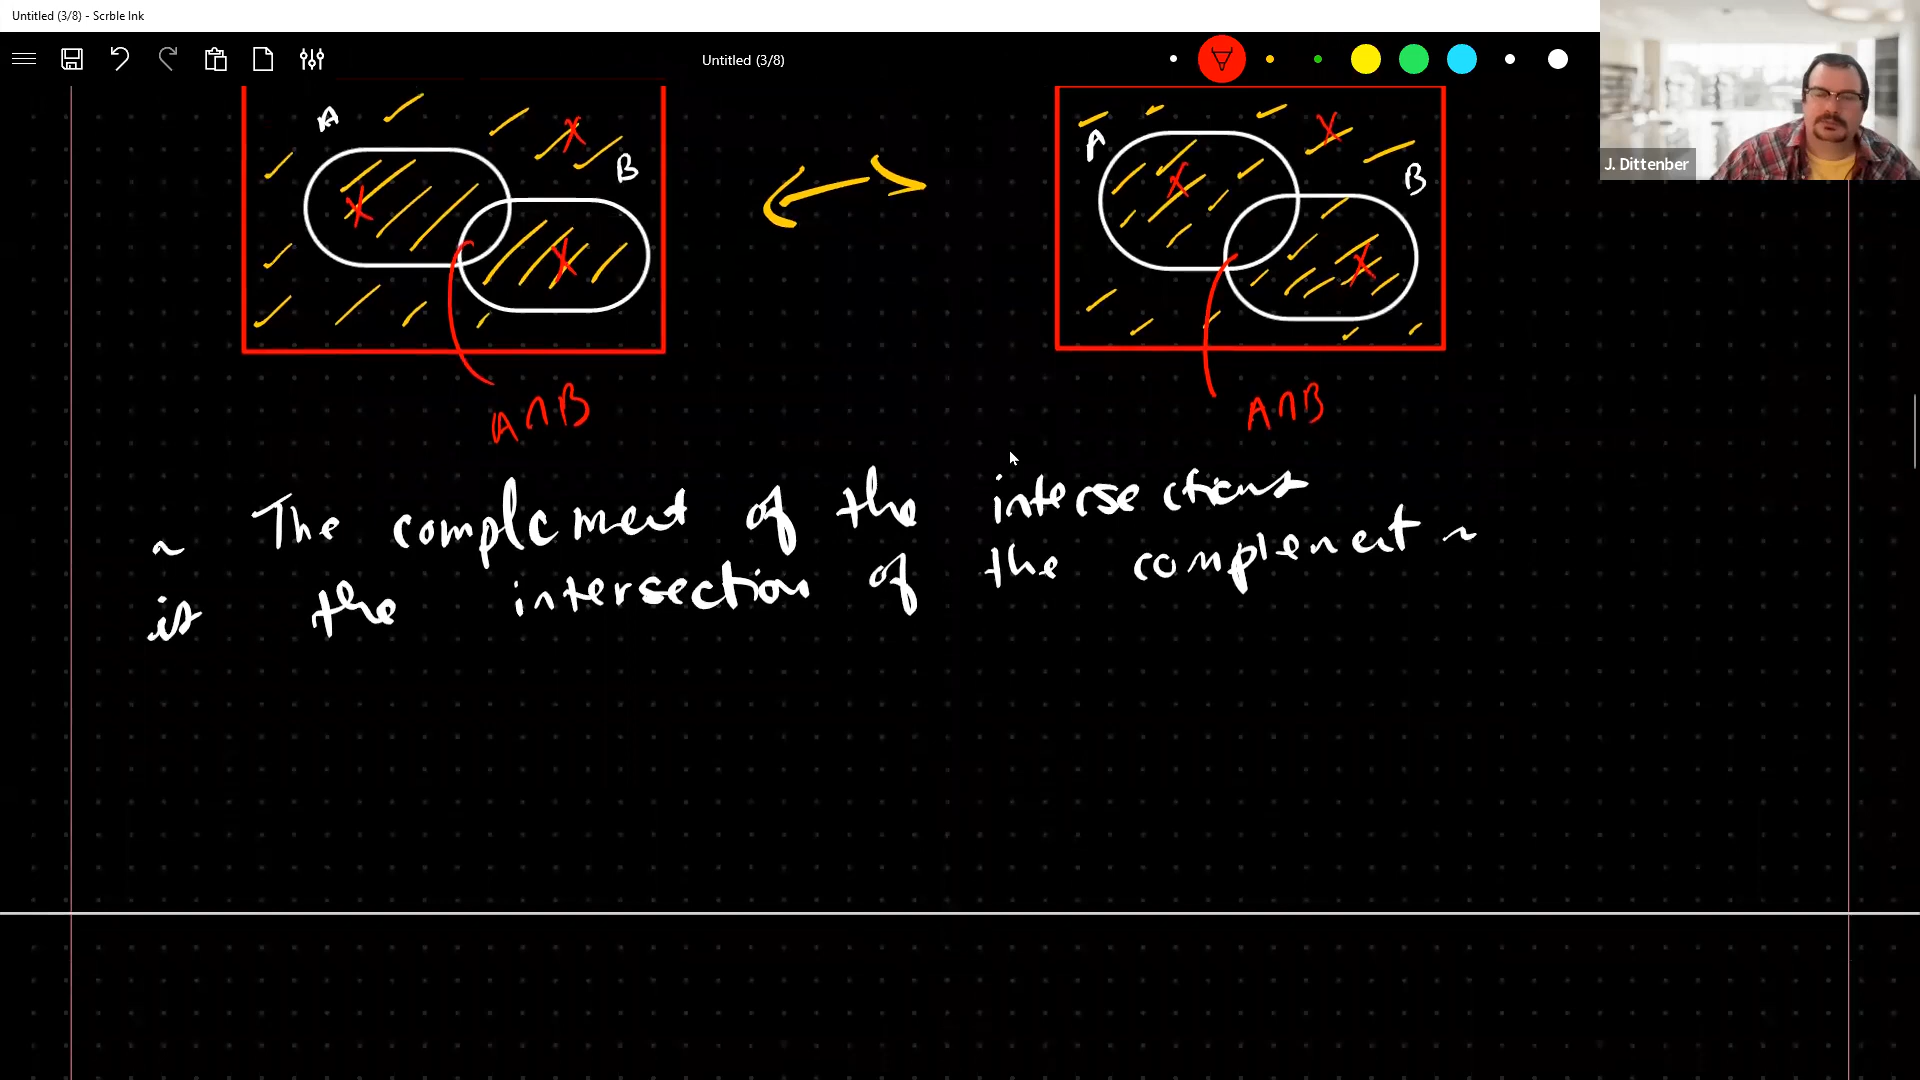 Untitled (3/8) - Scrble Ink
Untitled (3/8)
J. Dittenber
A
B
A
B
A∩B
A∩B
~ The complement of the intersections
is the intersection of the complement ~